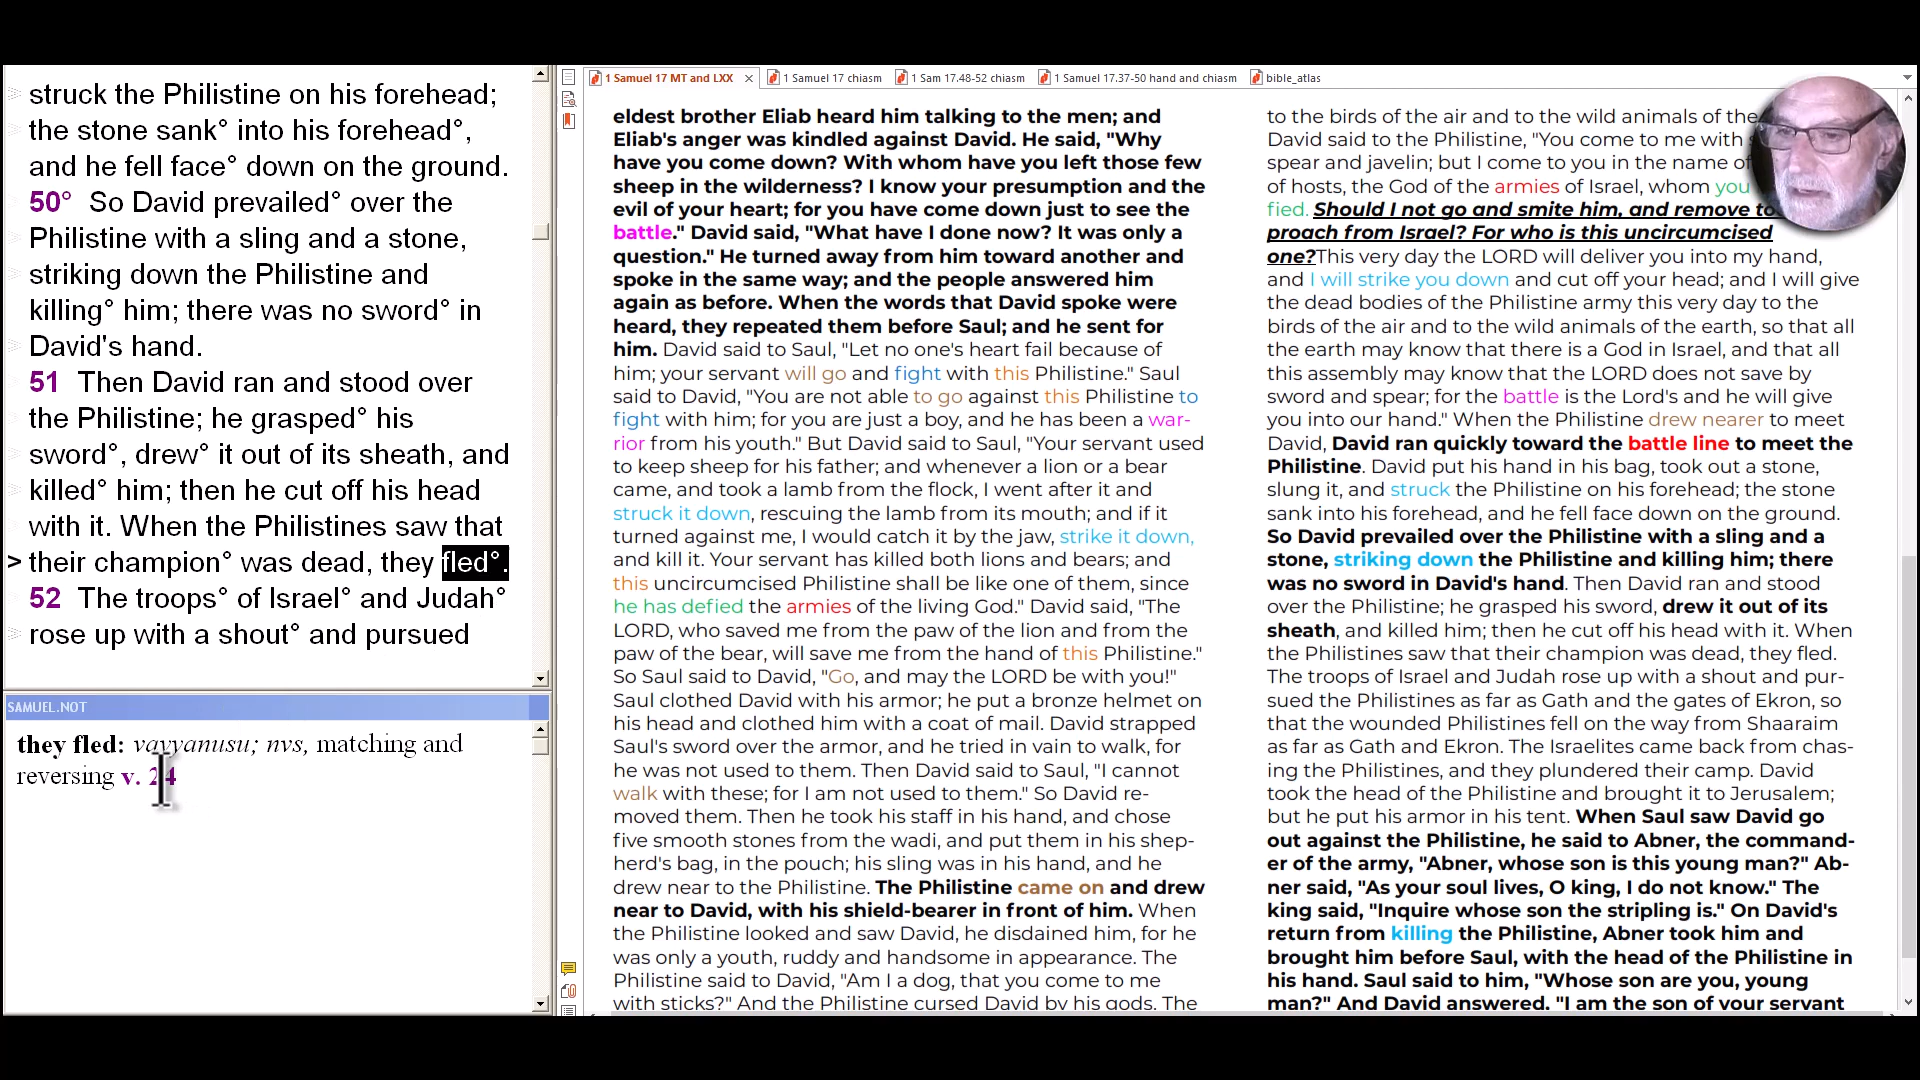 struck the Philistine on his forehead;
the stone sank° into his forehead°,
and he fell face° down on the ground.
50° So David prevailed° over the
Philistine with a sling and a stone,
striking down the Philistine and
killing° him; there was no sword° in
David's hand.
51 Then David ran and stood over
the Philistine; he grasped° his
sword°, drew° it out of its sheath, and
killed° him; then he cut off his head
with it. When the Philistines saw that
> their champion° was dead, they fled°.
52 The troops° of Israel° and Judah°
rose up with a shout° and pursued
SAMUEL.NOT
they fled: vayyanusu; nvs, matching and
reversing v. 24
1 Samuel 17 MT and LXX
1 Samuel 17 chiasm
1 Sam 17.48-52 chiasm
1 Samuel 17.37-50 hand and chiasm
bible_atlas
eldest brother Eliab heard him talking to the men; and
Eliab's anger was kindled against David. He said, "Why
have you come down? With whom have you left those few
sheep in the wilderness? I know your presumption and the
evil of your heart; for you have come down just to see the
battle." David said, "What have I done now? It was only a
question." He turned away from him toward another and
spoke in the same way; and the people answered him
again as before. When the words that David spoke were
heard, they repeated them before Saul; and he sent for
him. David said to Saul, "Let no one's heart fail because of
him; your servant will go and fight with this Philistine." Saul
said to David, "You are not able to go against this Philistine to
fight with him; for you are just a boy, and he has been a war-
rior from his youth." But David said to Saul, "Your servant used
to keep sheep for his father; and whenever a lion or a bear
came, and took a lamb from the flock, I went after it and
struck it down, rescuing the lamb from its mouth; and if it
turned against me, I would catch it by the jaw, strike it down,
and kill it. Your servant has killed both lions and bears; and
this uncircumcised Philistine shall be like one of them, since
he has defied the armies of the living God." David said, "The
LORD, who saved me from the paw of the lion and from the
paw of the bear, will save me from the hand of this Philistine."
So Saul said to David, "Go, and may the LORD be with you!"
Saul clothed David with his armor; he put a bronze helmet on
his head and clothed him with a coat of mail. David strapped
Saul's sword over the armor, and he tried in vain to walk, for
he was not used to them. Then David said to Saul, "I cannot
walk with these; for I am not used to them." So David re-
moved them. Then he took his staff in his hand, and chose
five smooth stones from the wadi, and put them in his shep-
herd's bag, in the pouch; his sling was in his hand, and he
drew near to the Philistine. The Philistine came on and drew
near to David, with his shield-bearer in front of him. When
the Philistine looked and saw David, he disdained him, for he
was only a youth, ruddy and handsome in appearance. The
Philistine said to David, "Am I a dog, that you come to me
with sticks?" And the Philistine cursed David by his gods. The
to the birds of the air and to the wild animals of the
David said to the Philistine, "You come to me with
spear and javelin; but I come to you in the name of
of hosts, the God of the armies of Israel, whom you
fied. Should I not go and smite him, and remove
proach from Israel? For who is this uncircumcised
one?This very day the LORD will deliver you into my hand,
and I will strike you down and cut off your head; and I will give
the dead bodies of the Philistine army this very day to the
birds of the air and to the wild animals of the earth, so that all
the earth may know that there is a God in Israel, and that all
this assembly may know that the LORD does not save by
sword and spear; for the battle is the Lord's and he will give
you into our hand." When the Philistine drew nearer to meet
David, David ran quickly toward the battle line to meet the
Philistine. David put his hand in his bag, took out a stone,
slung it, and struck the Philistine on his forehead; the stone
sank into his forehead, and he fell face down on the ground.
So David prevailed over the Philistine with a sling and a
stone, striking down the Philistine and killing him; there
was no sword in David's hand. Then David ran and stood
over the Philistine; he grasped his sword, drew it out of its
sheath, and killed him; then he cut off his head with it. When
the Philistines saw that their champion was dead, they fled.
The troops of Israel and Judah rose up with a shout and pur-
sued the Philistines as far as Gath and the gates of Ekron, so
that the wounded Philistines fell on the way from Shaaraim
as far as Gath and Ekron. The Israelites came back from chas-
ing the Philistines, and they plundered their camp. David
took the head of the Philistine and brought it to Jerusalem;
but he put his armor in his tent. When Saul saw David go
out against the Philistine, he said to Abner, the command-
er of the army, "Abner, whose son is this young man?" Ab-
ner said, "As your soul lives, O king, I do not know." The
king said, "Inquire whose son the stripling is." On David's
return from killing the Philistine, Abner took him and
brought him before Saul, with the head of the Philistine in
his hand. Saul said to him, "Whose son are you, young
man?" And David answered, "I am the son of your servant